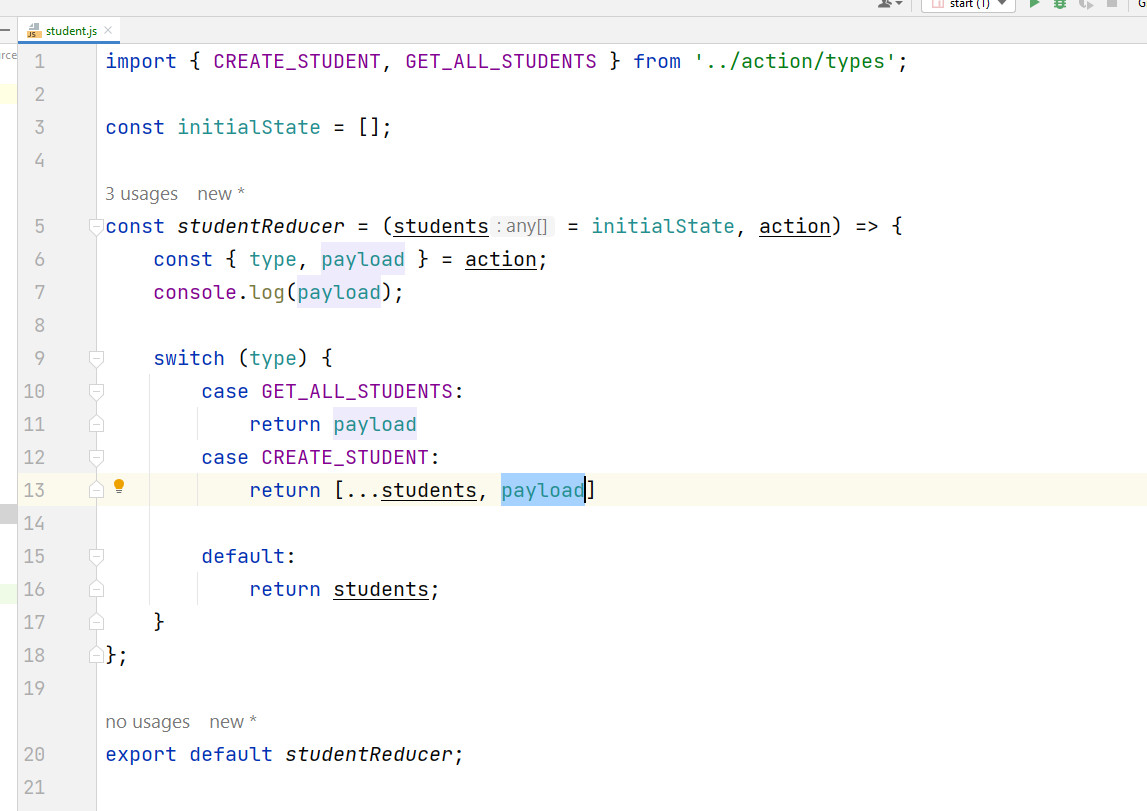 start (1)
G
student.js
rce
1 import { CREATE_STUDENT, GET_ALL_STUDENTS } from '../action/types';
2
3 const initialState = [];
4
3 usages new *
5 const studentReducer = (students : any[] = initialState, action) => {
6 const { type, payload } = action;
7 console.log(payload);
8
9 switch (type) {
10 case GET_ALL_STUDENTS:
11 return payload
12 case CREATE_STUDENT:
13 return [...students, payload]
14
15 default:
16 return students;
17 }
18 };
19
no usages new *
20 export default studentReducer;
21